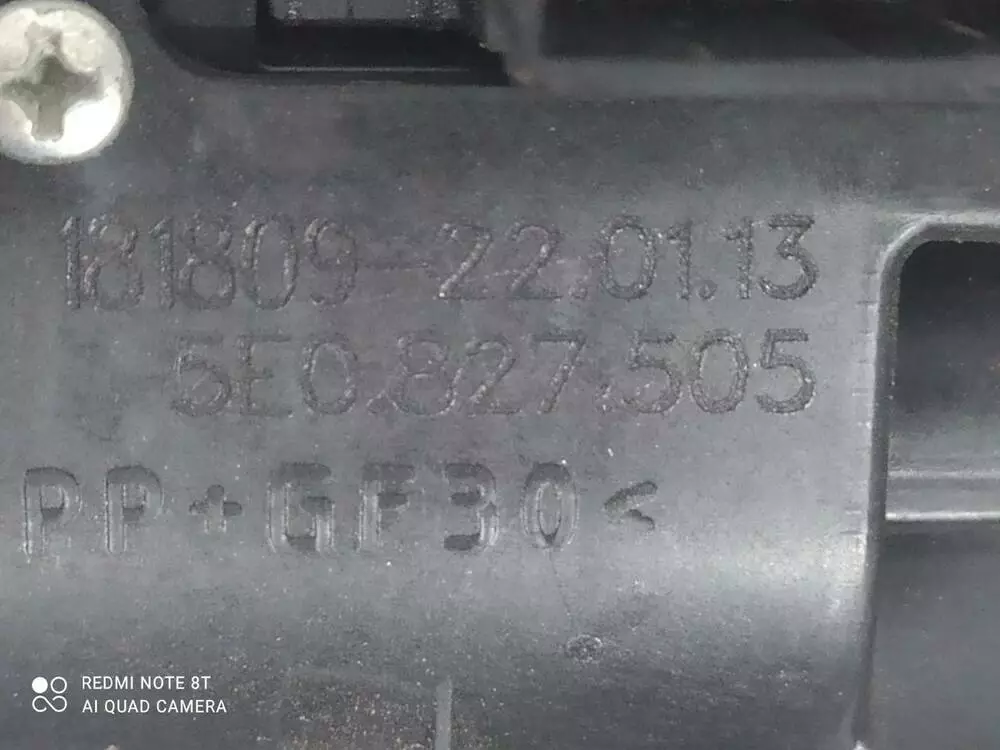 181809-22.01.13
5E0.827.505
PP+GF30<
REDMI NOTE 8T
AI QUAD CAMERA